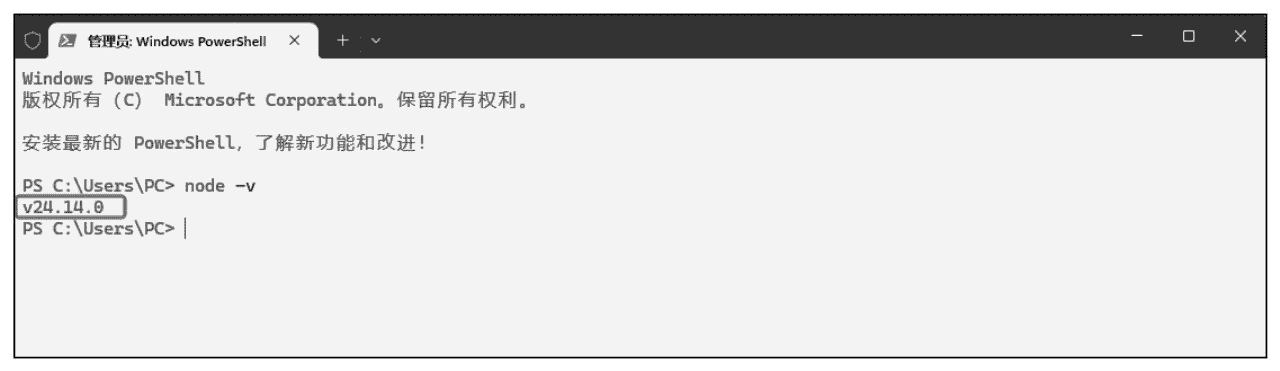 管理员: Windows PowerShell
Windows PowerShell
版权所有 (C)  Microsoft Corporation。保留所有权利。
安装最新的 PowerShell，了解新功能和改进！
PS C:\Users\PC> node -v
v24.14.0
PS C:\Users\PC>